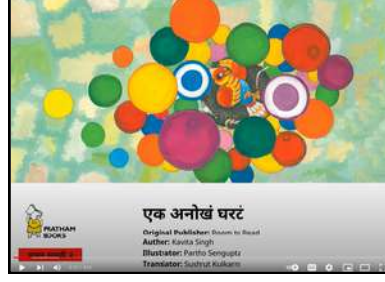 एक अनोखं घरटं
PRATHAM
BOOKS
Original Publisher: Room to Read
Author: Kavita Singh
Illustrator: Partho Sengupta
Translator: Sushrut Kulkarni